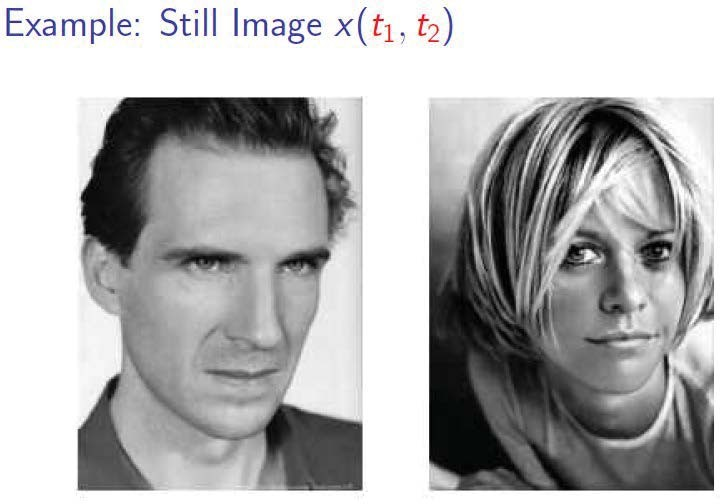 Example: Still Image x(t₁, t₂)